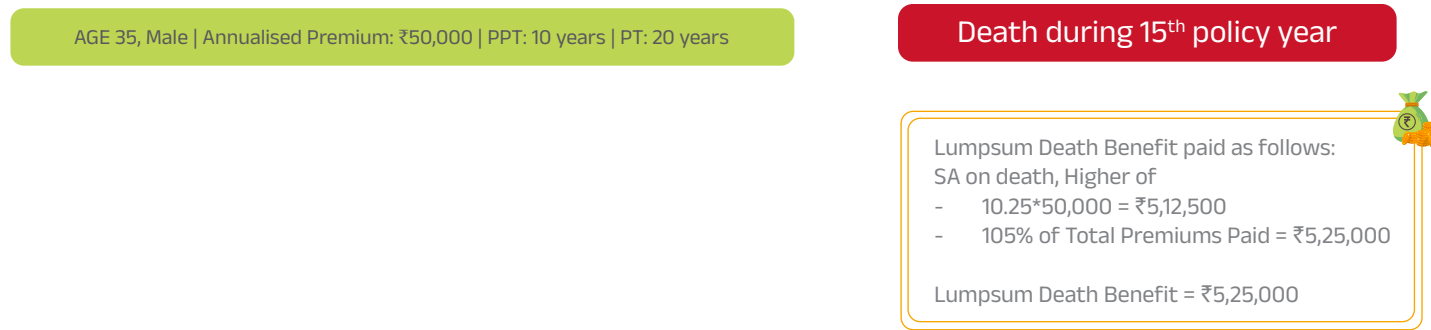 AGE 35, Male | Annualised Premium: ₹50,000 | PPT: 10 years | PT: 20 years
Death during 15th policy year
₹
Lumpsum Death Benefit paid as follows:
SA on death, Higher of
- 10.25*50,000 = ₹5,12,500
- 105% of Total Premiums Paid = ₹5,25,000
Lumpsum Death Benefit = ₹5,25,000